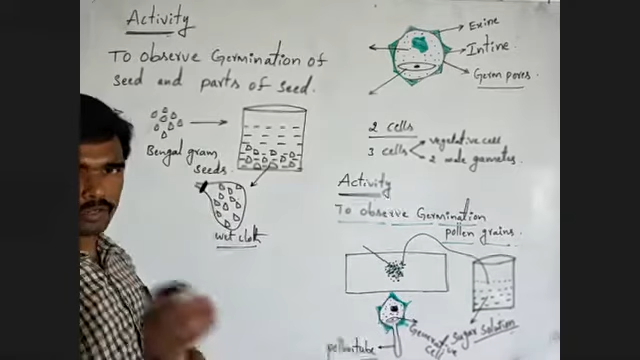 Activity
To observe Germination of
seed and parts of seed.
Bengal gram
seeds.
wet cloth
Exine
Intine
Germ pores
2 cells
3 cells
vegetative cell
2 male gametes
Activity
To observe Germination
pollen grains.
Sugar solution
Cell
pollen tube